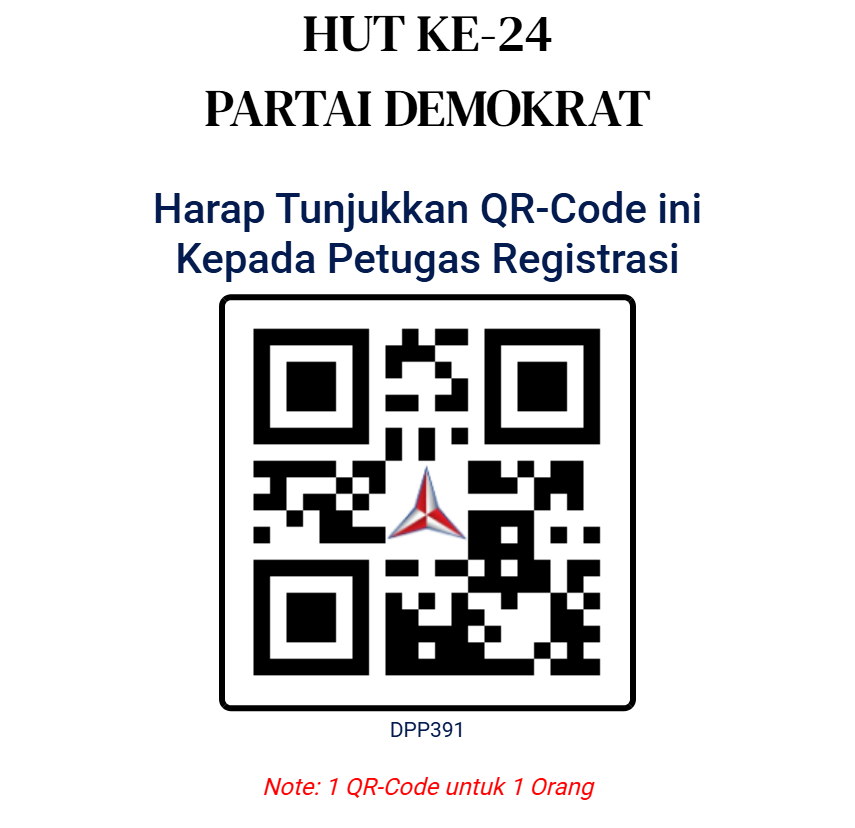 HUT KE-24
PARTAI DEMOKRAT
Harap Tunjukkan QR-Code ini
Kepada Petugas Registrasi
DPP391
Note: 1 QR-Code untuk 1 Orang